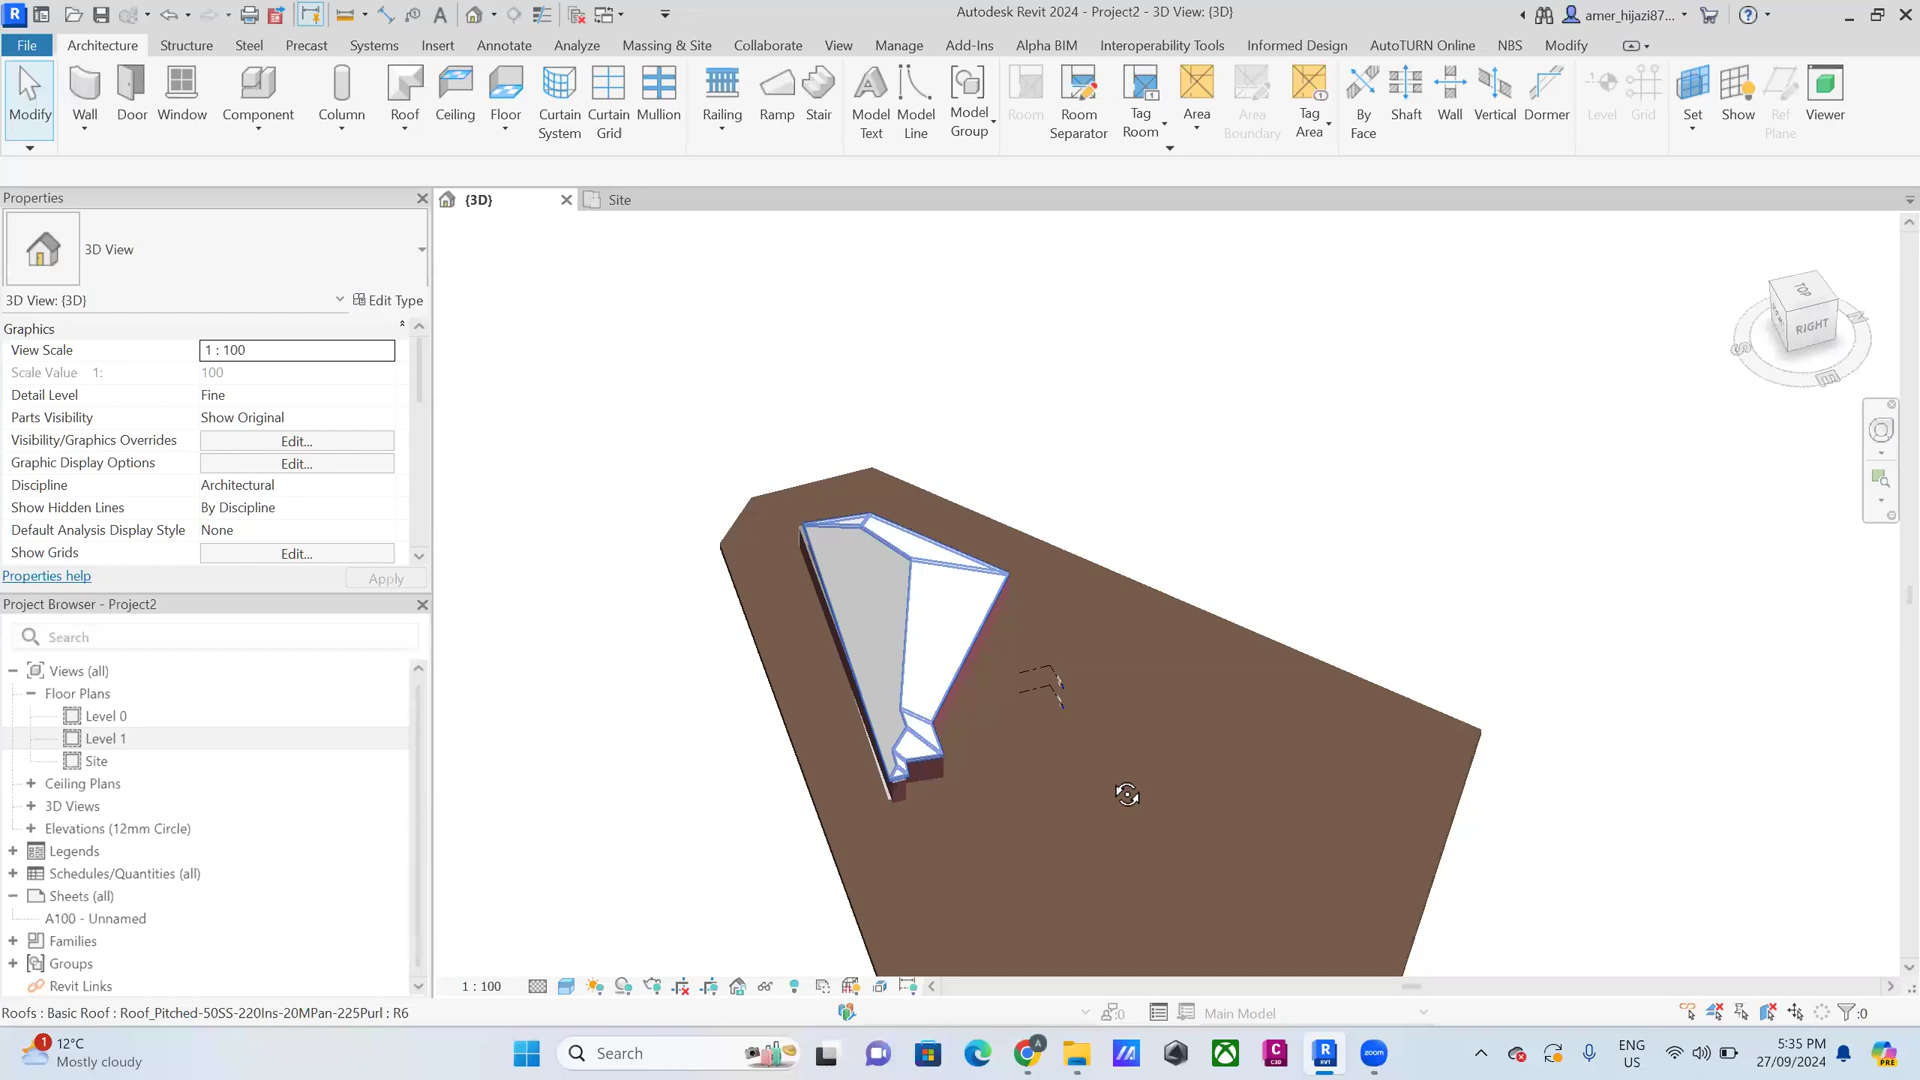 Autodesk Revit 2024 - Project2 - 3D View: {3D}
amer_hijazi87...
File Architecture Structure Steel Precast Systems Insert Annotate Analyze Massing & Site Collaborate View Manage Add-Ins Alpha BIM Interoperability Tools Informed Design AutoTURN Online NBS Modify
Modify Wall Door Window Component Column Roof Ceiling Floor Curtain System Curtain Grid Mullion Railing Ramp Stair Model Text Model Line Model Group Room Room Separator Tag Room Area Area Boundary Tag Area By Face Shaft Wall Vertical Dormer Level Grid Set Show Ref Plane Viewer
Properties
{3D}
Site
3D View
3D View: {3D}
Edit Type
Graphics
View Scale 1 : 100
Scale Value 1: 100
Detail Level Fine
Parts Visibility Show Original
Visibility/Graphics Overrides Edit...
Graphic Display Options Edit...
Discipline Architectural
Show Hidden Lines By Discipline
Default Analysis Display Style None
Show Grids Edit...
Properties help
Apply
TOP
RIGHT
Project Browser - Project2
Search
Views (all)
Floor Plans
Level 0
Level 1
Site
Ceiling Plans
3D Views
Elevations (12mm Circle)
Legends
Schedules/Quantities (all)
Sheets (all)
A100 - Unnamed
Families
Groups
Revit Links
1 : 100
Roofs : Basic Roof : Roof_Pitched-50SS-220Ins-20MPan-225Purl : R6
:0
Main Model
:0
1
12°C
Mostly cloudy
Search
zoom
ENG
US
5:35 PM
27/09/2024
PRE